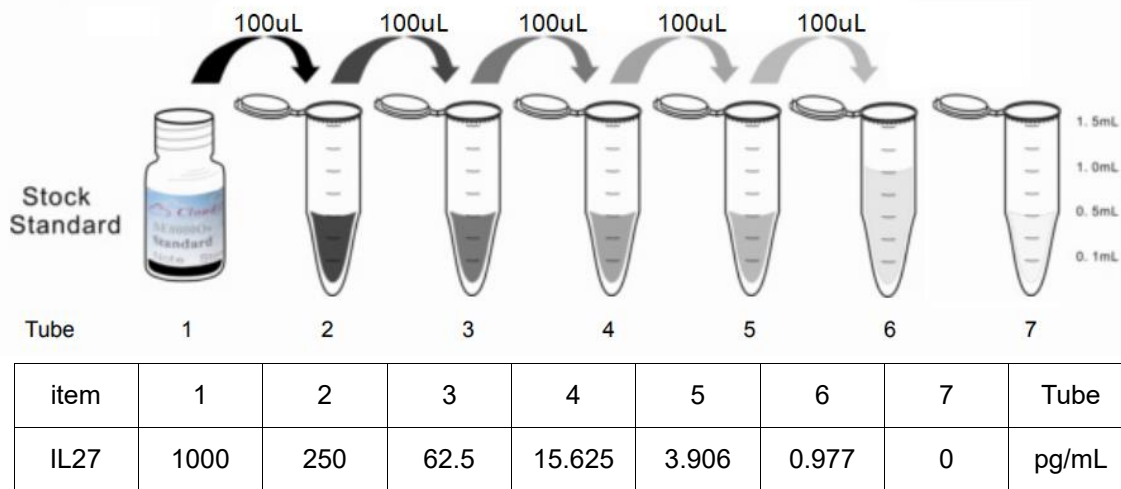 100uL 100uL 100uL 100uL 100uL
1. 5mL
1. 0mL
0. 5mL
0. 1mL
Stock
Standard
Standard
Tube 1 2 3 4 5 6 7
item 1 2 3 4 5 6 7 Tube
IL27 1000 250 62.5 15.625 3.906 0.977 0 pg/mL